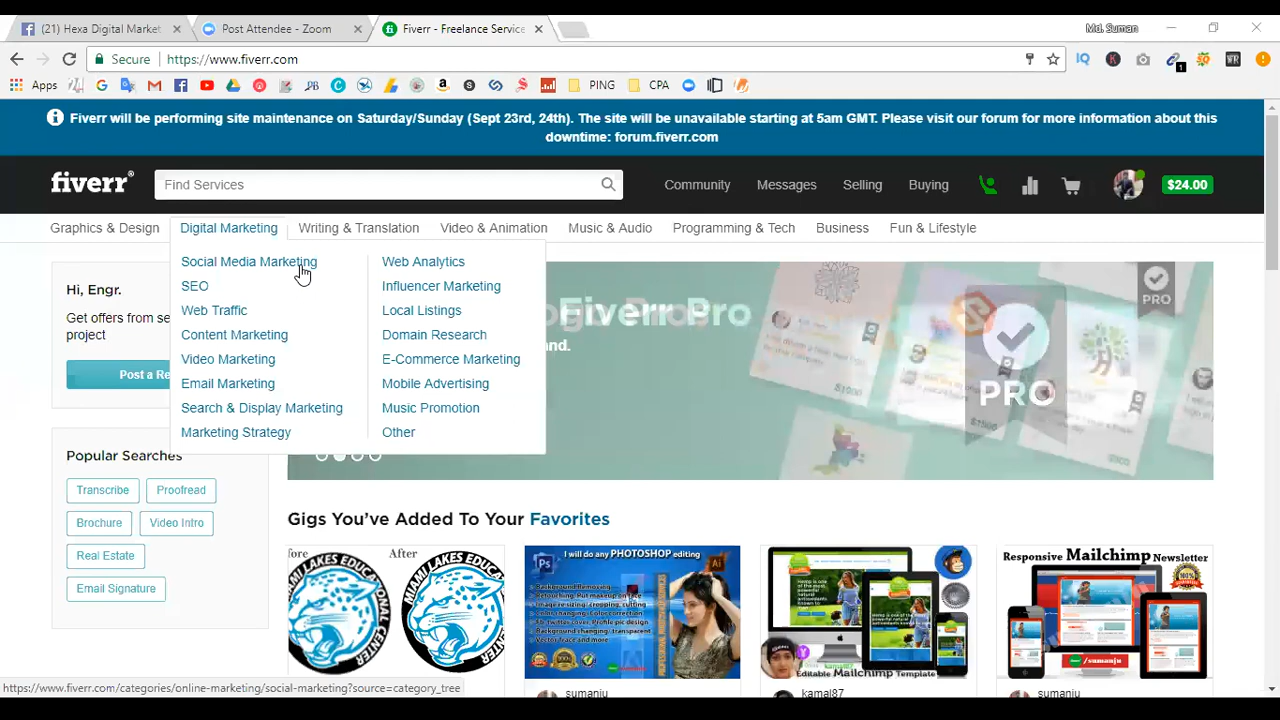 (21) Hexa Digital Market
Post Attendee - Zoom
Fiverr - Freelance Service
Md. Suman
Secure
https://www.fiverr.com
Apps
PING
CPA
1
Fiverr will be performing site maintenance on Saturday/Sunday (Sept 23rd, 24th). The site will be unavailable starting at 5am GMT. Please visit our forum for more information about this
downtime: forum.fiverr.com
fiverr®
Find Services
Community
Messages
Selling
Buying
$24.00
Graphics & Design
Digital Marketing
Writing & Translation
Video & Animation
Music & Audio
Programming & Tech
Business
Fun & Lifestyle
Social Media Marketing
SEO
Web Traffic
Content Marketing
Video Marketing
Email Marketing
Search & Display Marketing
Marketing Strategy
Web Analytics
Influencer Marketing
Local Listings
Domain Research
E-Commerce Marketing
Mobile Advertising
Music Promotion
Other
Hi, Engr.
Get offers from se
project
Post a Re
Fiverr Pro
nd.
PRO
PRO
Popular Searches
Transcribe
Proofread
Brochure
Video Intro
Real Estate
Email Signature
Gigs You've Added To Your Favorites
fore
After
I will do any PHOTOSHOP editing
Ps
Ai
Editable Mailchimp Template
Responsive Mailchimp Newsletter
/sumanju
sumanju
kamal87
sumanju
https://www.fiverr.com/categories/online-marketing/social-marketing?source=category_tree